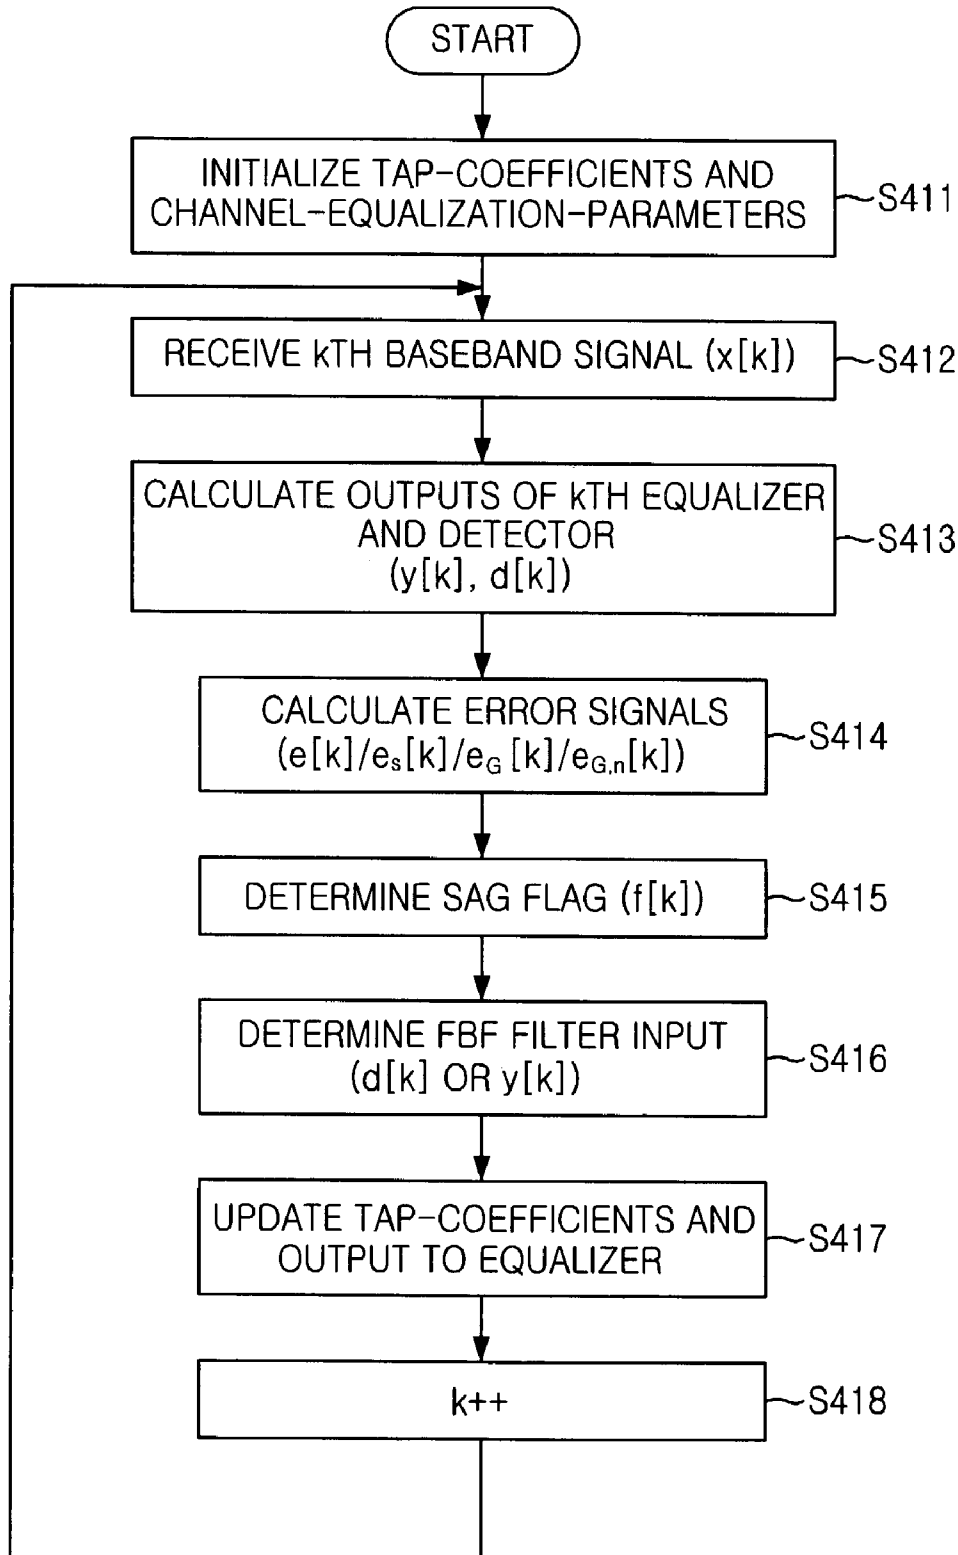 START
INITIALIZE TAP-COEFFICIENTS AND
CHANNEL-EQUALIZATION-PARAMETERS
S411
RECEIVE kTH BASEBAND SIGNAL (x[k])
S412
CALCULATE OUTPUTS OF kTH EQUALIZER
AND DETECTOR
(y[k], d[k])
S413
CALCULATE ERROR SIGNALS
(e[k]/eₛ[k]/e_G[k]/e_G,n[k])
S414
DETERMINE SAG FLAG (f[k])
S415
DETERMINE FBF FILTER INPUT
(d[k] OR y[k])
S416
UPDATE TAP-COEFFICIENTS AND
OUTPUT TO EQUALIZER
S417
k++
S418